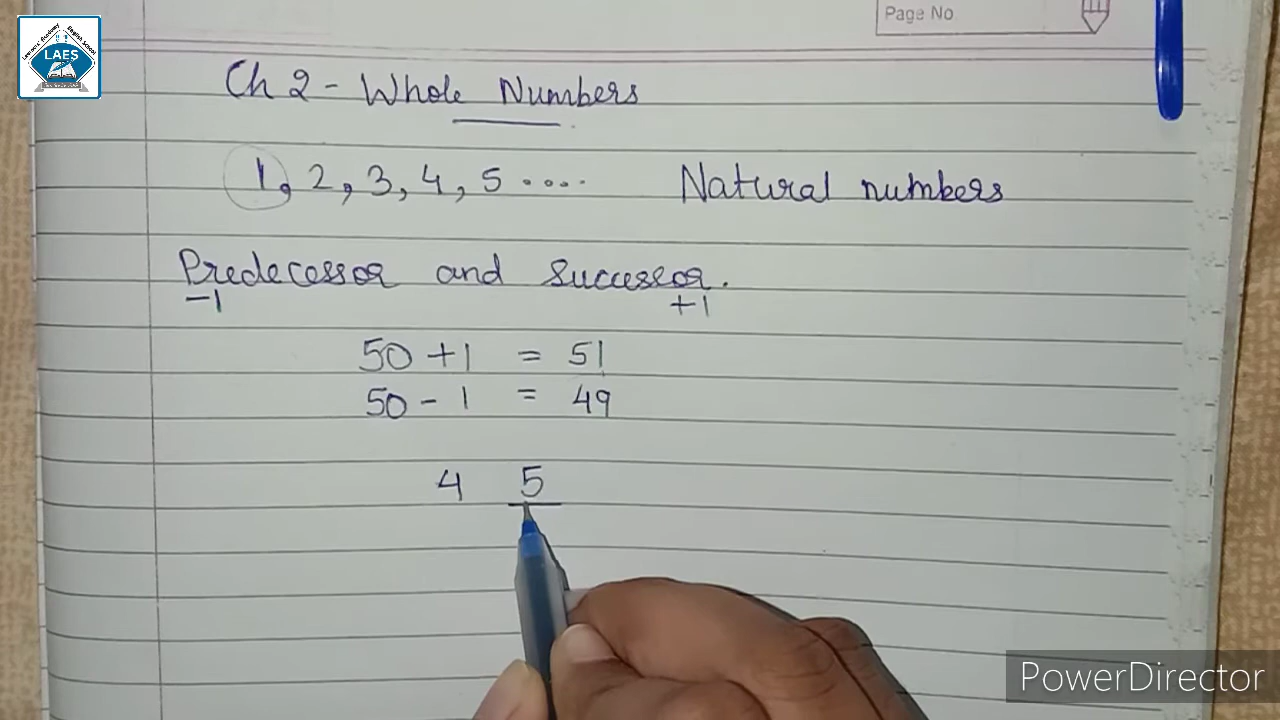 Page No
LAES
Ch 2 - Whole Numbers
1, 2, 3, 4, 5 .... Natural numbers
Predecessor and Successor.
-1 +1
50 + 1 = 51
50 - 1 = 49
4 5
PowerDirector